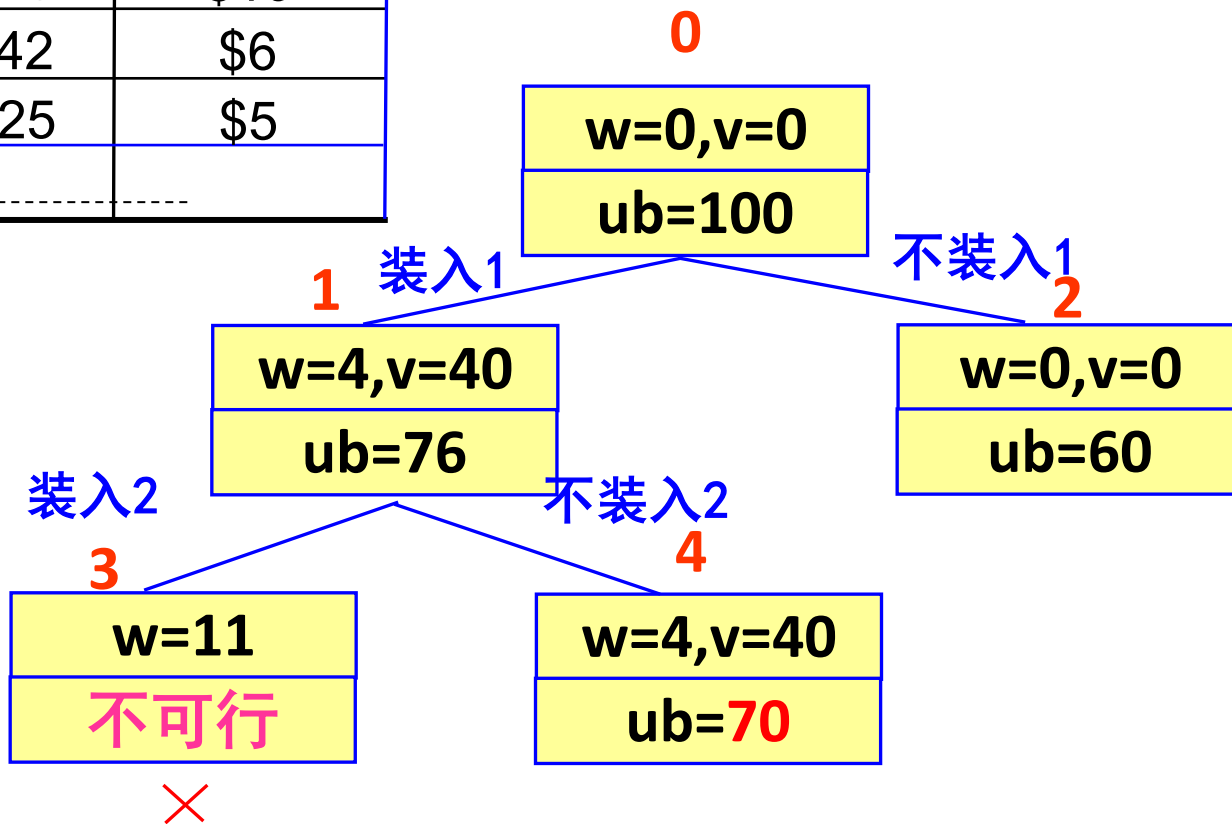 42 $6
25 $5
0
w=0,v=0
ub=100
装入1
不装入1
1
2
w=4,v=40
ub=76
w=0,v=0
ub=60
装入2
不装入2
3
4
w=11
不可行
w=4,v=40
ub=70